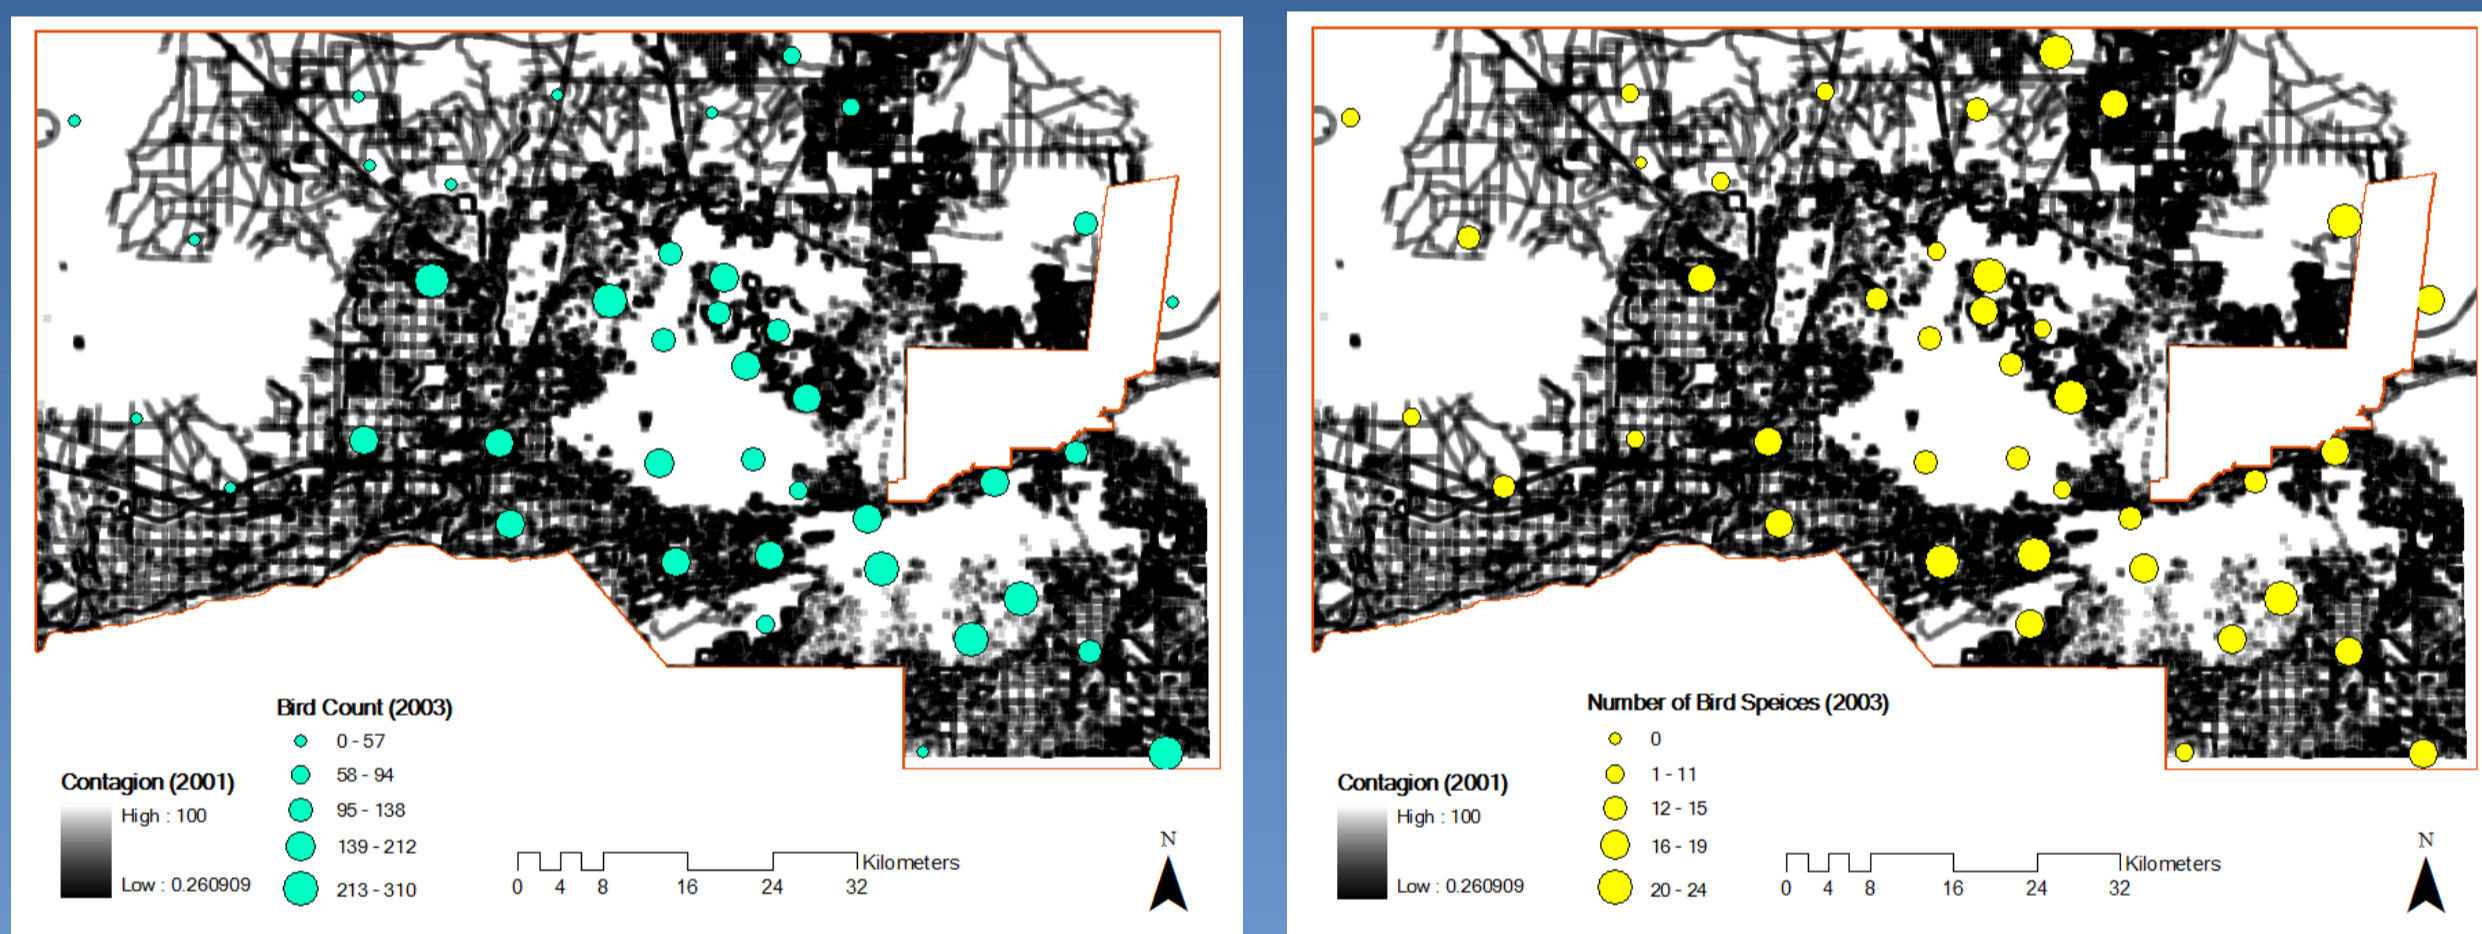 Bird Count (2003)
0 - 57
58 - 94
95 - 138
139 - 212
213 - 310
Contagion (2001)
High : 100
Low : 0.260909
0 4 8 16 24 32
Kilometers
N
Number of Bird Speices (2003)
0
1 - 11
12 - 15
16 - 19
20 - 24
Contagion (2001)
High : 100
Low : 0.260909
0 4 8 16 24 32
Kilometers
N